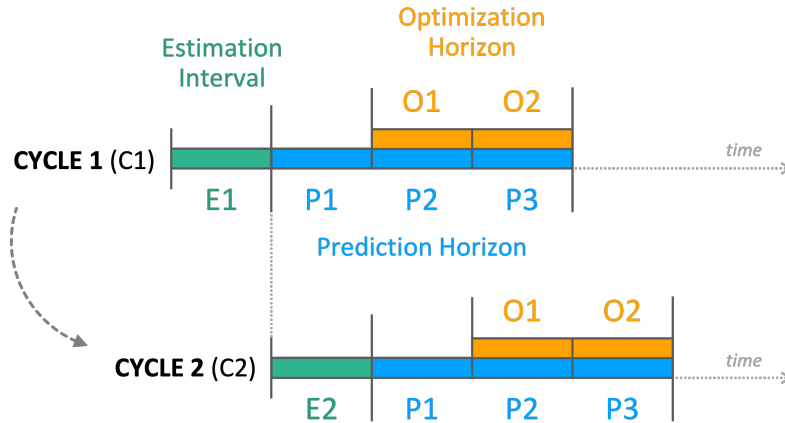 Optimization
Horizon
Estimation
Interval
O1 O2
CYCLE 1 (C1)
time
E1 P1 P2 P3
Prediction Horizon
O1 O2
CYCLE 2 (C2)
time
E2 P1 P2 P3